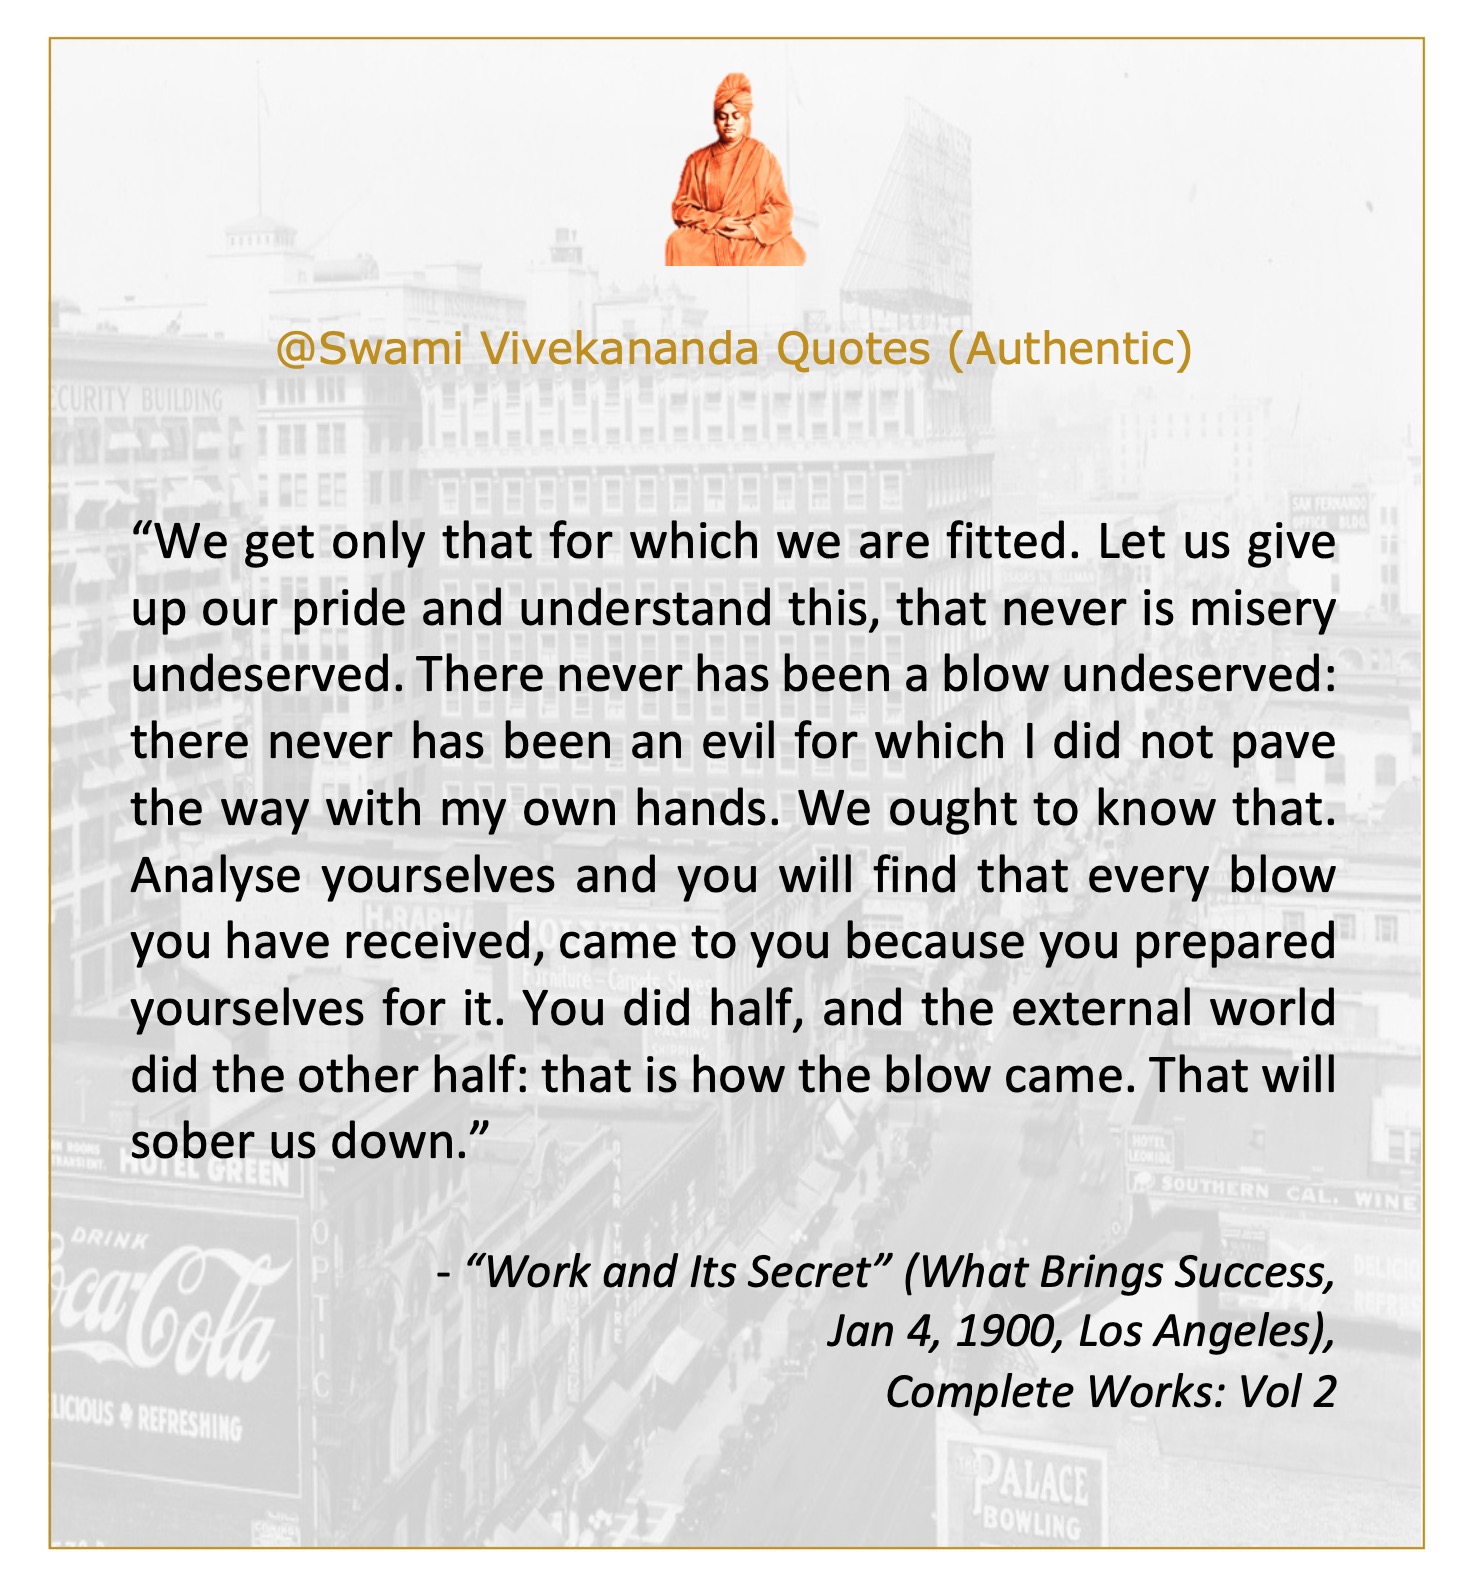 @Swami Vivekananda Quotes (Authentic)
CURITY BUILDING
TITLE INSURANCE
SAN FERNANDO
OFFICE BLDG.
“We get only that for which we are fitted. Let us give
up our pride and understand this, that never is misery
undeserved. There never has been a blow undeserved:
there never has been an evil for which I did not pave
the way with my own hands. We ought to know that.
Analyse yourselves and you will find that every blow
you have received, came to you because you prepared
yourselves for it. You did half, and the external world
did the other half: that is how the blow came. That will
sober us down.”
Furniture - Carpets - Stoves
HOTEL GREEN
HOTEL
LEONIDE
SOUTHERN CAL. WINE
DRINK
Coca-Cola
LICIOUS REFRESHING
OPTIC
- “Work and Its Secret” (What Brings Success,
Jan 4, 1900, Los Angeles),
Complete Works: Vol 2
PALACE
BOWLING